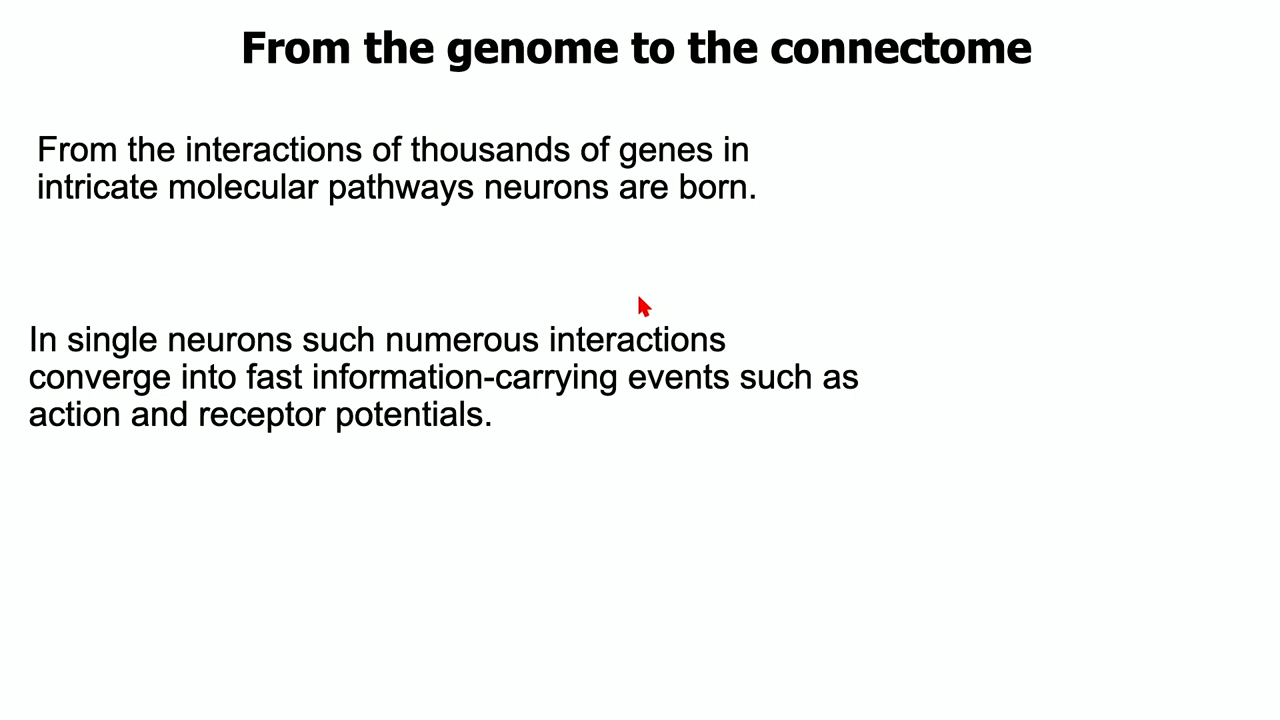 From the genome to the connectome
From the interactions of thousands of genes in
intricate molecular pathways neurons are born.
In single neurons such numerous interactions
converge into fast information-carrying events such as
action and receptor potentials.